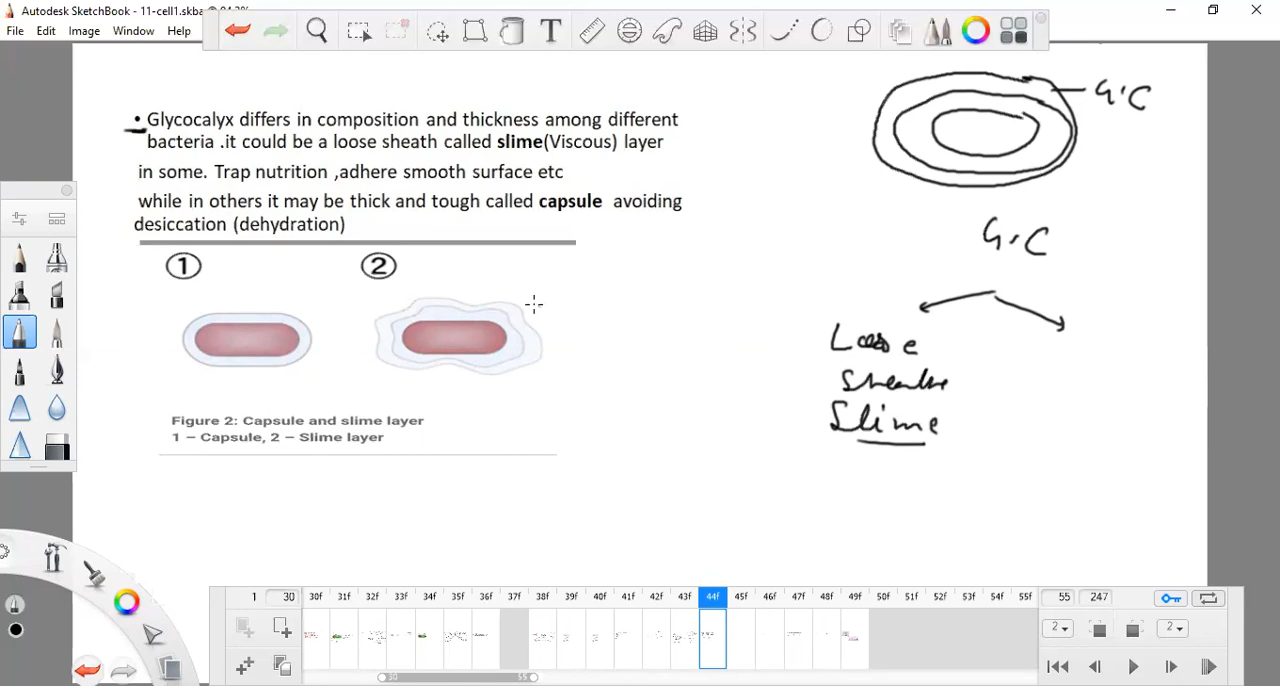 Autodesk SketchBook - 11-cell1.skba
File Edit Image Window Help
• Glycocalyx differs in composition and thickness among different
bacteria .it could be a loose sheath called slime(Viscous) layer
in some. Trap nutrition ,adhere smooth surface etc
while in others it may be thick and tough called capsule avoiding
desiccation (dehydration)
① ②
Figure 2: Capsule and slime layer
1 – Capsule, 2 – Slime layer
G.C
G.C
Loose
Sheathe
Slime
1 30 30f 31f 32f 33f 34f 35f 36f 37f 38f 39f 40f 41f 42f 43f 44f 45f 46f 47f 48f 49f 50f 51f 52f 53f 54f 55f 55 247
2 2
30 55